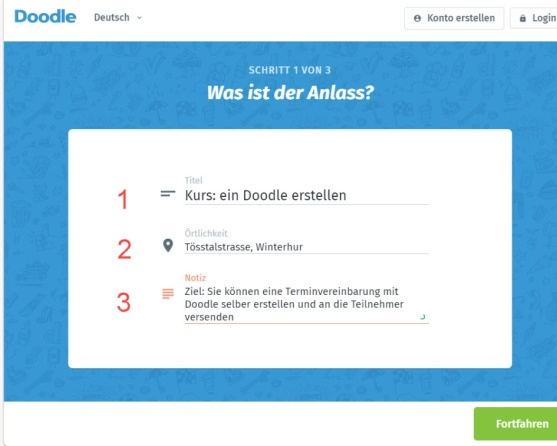 Doodle Deutsch Konto erstellen Login
SCHRITT 1 VON 3
Was ist der Anlass?
Titel
1 Kurs: ein Doodle erstellen
Örtlichkeit
2 Tösstalstrasse, Winterhur
Notiz
3 Ziel: Sie können eine Terminvereinbarung mit
Doodle selber erstellen und an die Teilnehmer
versenden
Fortfahren